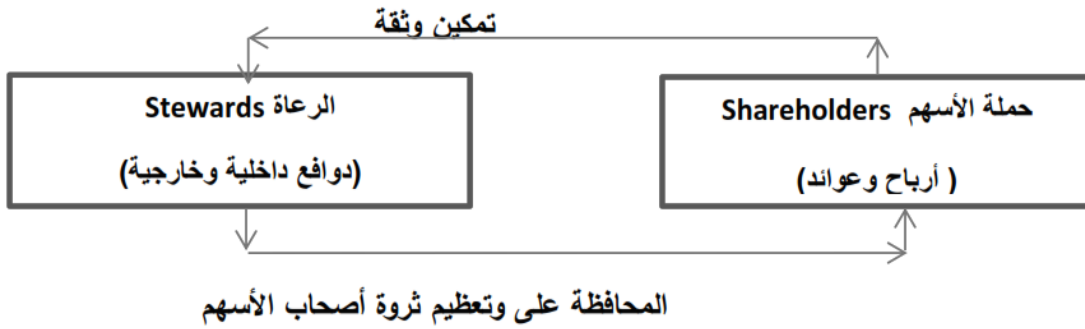 تمكين وثقة
حملة الأسهم Shareholders
( أرباح وعوائد)
الرعاة Stewards
(دوافع داخلية وخارجية)
المحافظة على وتعظيم ثروة أصحاب الأسهم